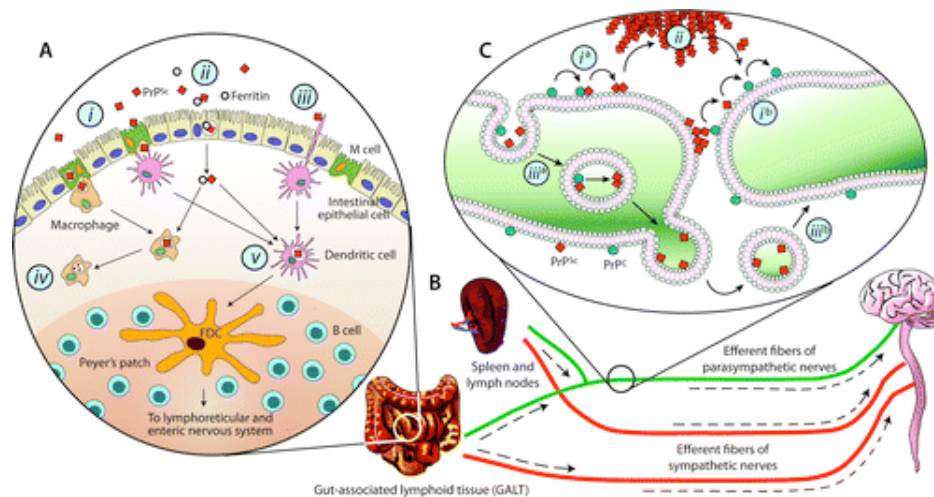 A
ii
i
PrPSc
Ferritin
iii
M cell
Intestinal
epithelial cell
Macrophage
v
Dendritic cell
iv
FDC
B cell
Peyer's patch
To lymphoreticular and
enteric nervous system
C
ia
ii
ib
iiia
iiib
PrPSc
PrPC
B
Spleen and
lymph nodes
Efferent fibers of
parasympathetic nerves
Efferent fibers of
sympathetic nerves
Gut-associated lymphoid tissue (GALT)